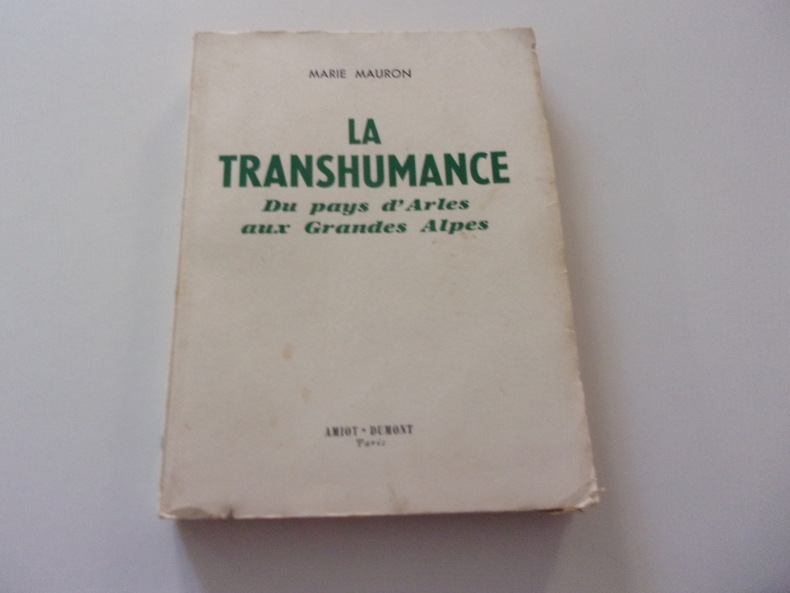 MARIE MAURON
LA
TRANSHUMANCE
Du pays d'Arles
aux Grandes Alpes
AMIOT • DUMONT
Paris